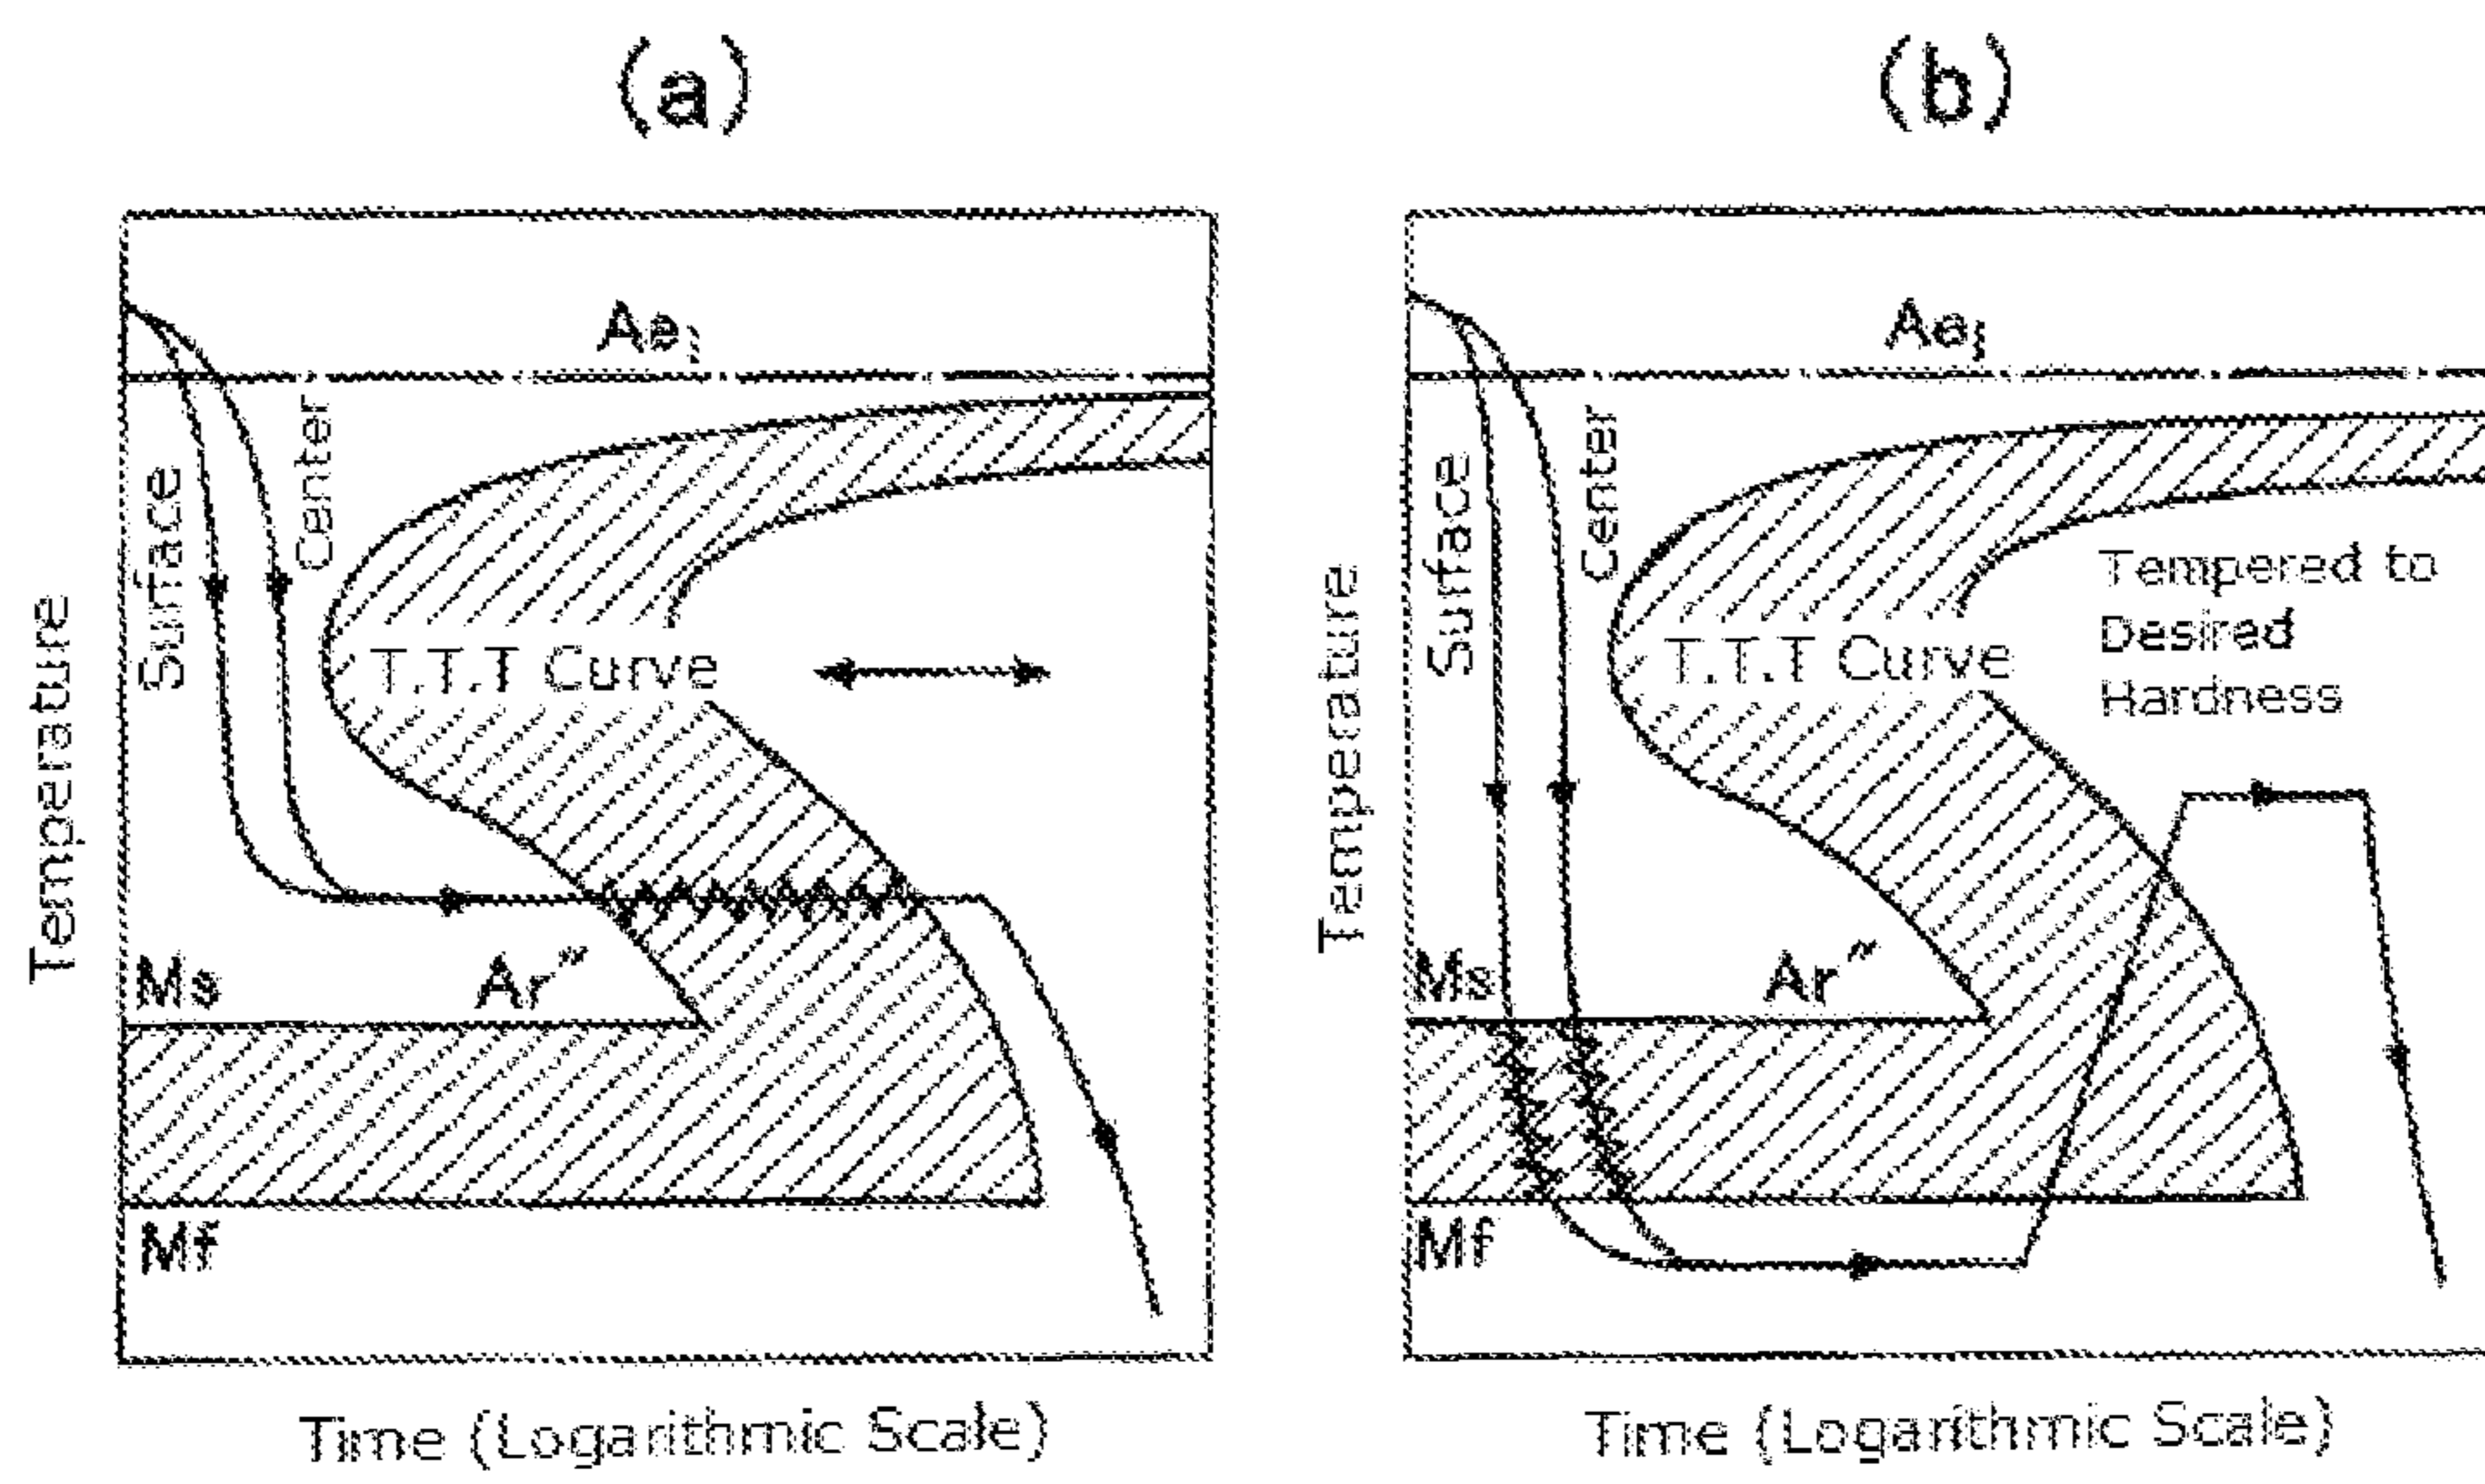 (a)
Ae₁
Surface
Center
T.T.T Curve
Ms
Ar″
Mf
Temperature
Time (Logarithmic Scale)
(b)
Ae₁
Surface
Center
T.T.T Curve
Tempered to
Desired
Hardness
Ms
Ar″
Mf
Temperature
Time (Logarithmic Scale)